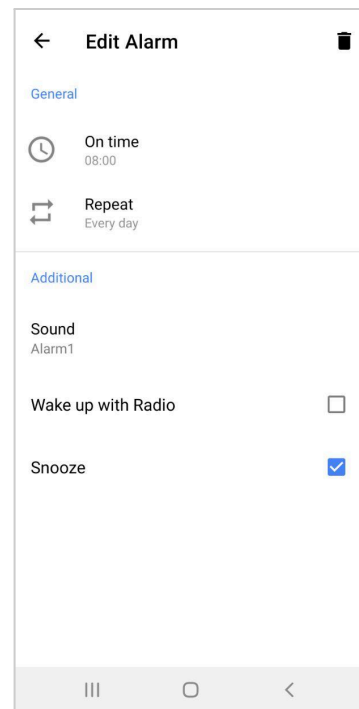 Edit Alarm
General
On time
08:00
Repeat
Every day
Additional
Sound
Alarm1
Wake up with Radio
Snooze